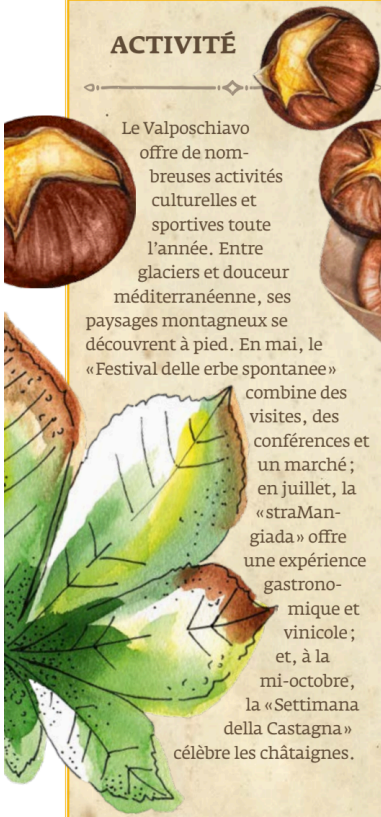 ACTIVITÉ
Le Valposchiavo
offre de nom-
breuses activités
culturelles et
sportives toute
l’année. Entre
glaciers et douceur
méditerranéenne, ses
paysages montagneux se
découvrent à pied. En mai, le
«Festival delle erbe spontanee»
combine des
visites, des
conférences et
un marché;
en juillet, la
«straMan-
giada» offre
une expérience
gastrono-
mique et
vinicole;
et, à la
mi-octobre,
la «Settimana
della Castagna»
célèbre les châtaignes.